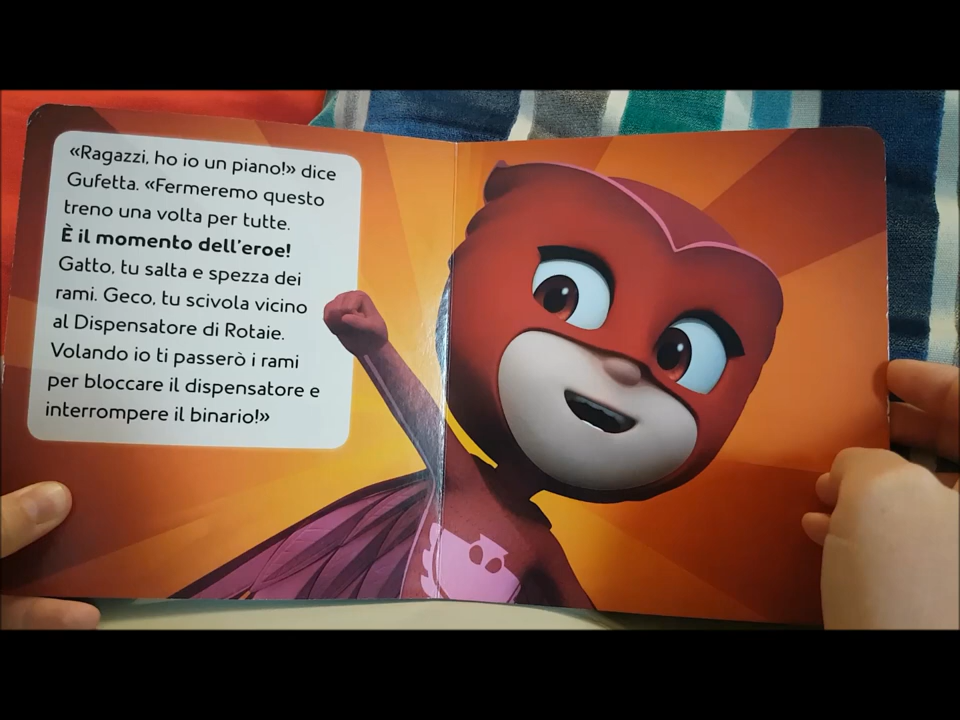 «Ragazzi, ho io un piano!» dice
Gufetta. «Fermeremo questo
treno una volta per tutte.
È il momento dell'eroe!
Gatto, tu salta e spezza dei
rami. Geco, tu scivola vicino
al Dispensatore di Rotaie.
Volando io ti passerò i rami
per bloccare il dispensatore e
interrompere il binario!»